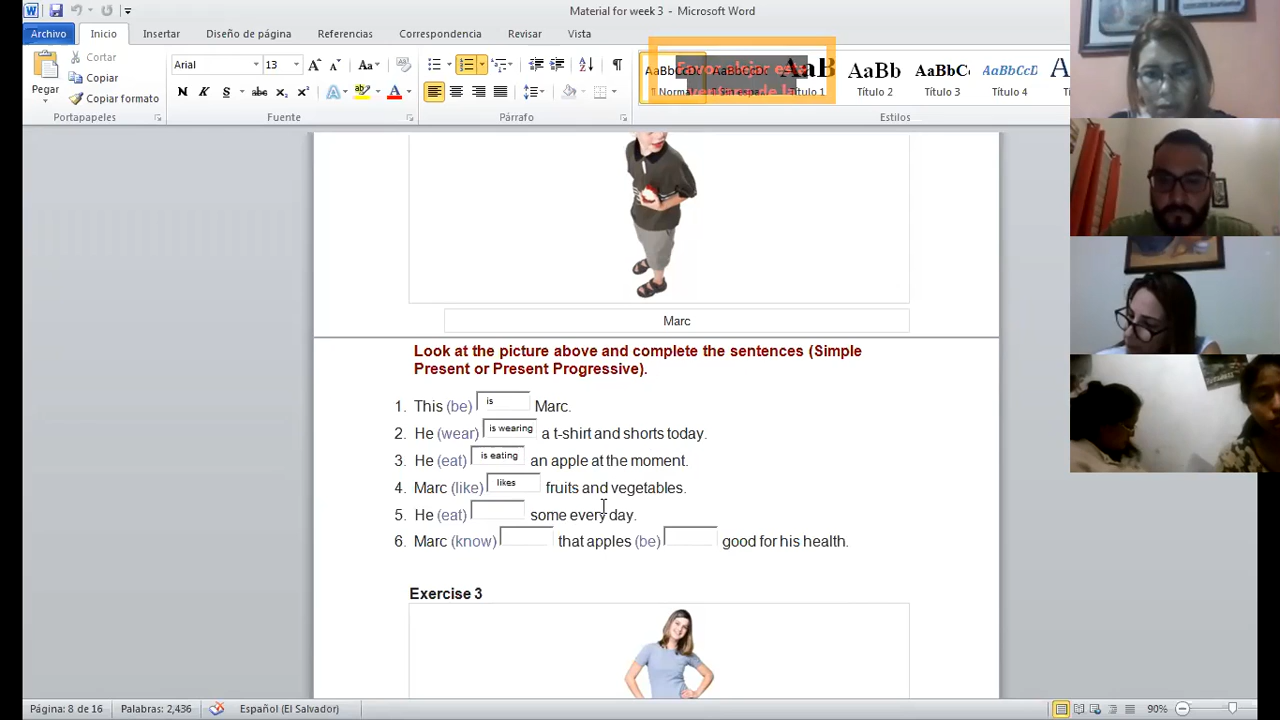 Material for week 3 - Microsoft Word
Archivo
Inicio
Insertar
Diseño de página
Referencias
Correspondencia
Revisar
Vista
Pegar
Cortar
Copiar
Copiar formato
Portapapeles
Arial
13
Fuente
Párrafo
AaBbCcDc
¶ Normal
AaB
Título 1
AaBb
Título 2
AaBbC
Título 3
AaBbCcD
Título 4
Estilos
Marc
Look at the picture above and complete the sentences (Simple
Present or Present Progressive).
1. This (be) is Marc.
2. He (wear) is wearing a t-shirt and shorts today.
3. He (eat) is eating an apple at the moment.
4. Marc (like) likes fruits and vegetables.
5. He (eat) some every day.
6. Marc (know) that apples (be) good for his health.
Exercise 3
Página: 8 de 16
Palabras: 2,436
Español (El Salvador)
90%